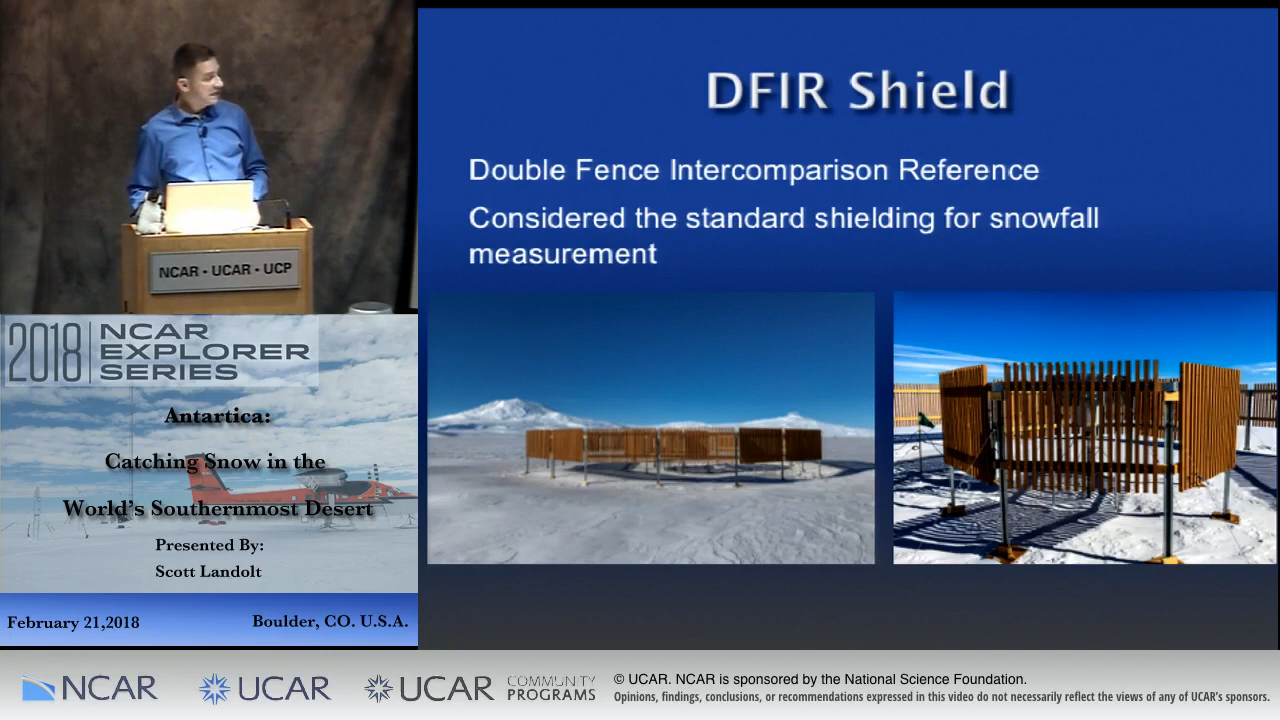 DFIR Shield
Double Fence Intercomparison Reference
Considered the standard shielding for snowfall
measurement
NCAR • UCAR • UCP
2018 NCAR
EXPLORER
SERIES
Antartica:
Catching Snow in the
World's Southernmost Desert
Presented By:
Scott Landolt
February 21,2018
Boulder, CO. U.S.A.
NCAR
UCAR
UCAR COMMUNITY
PROGRAMS
© UCAR. NCAR is sponsored by the National Science Foundation.
Opinions, findings, conclusions, or recommendations expressed in this video do not necessarily reflect the views of any of UCAR's sponsors.